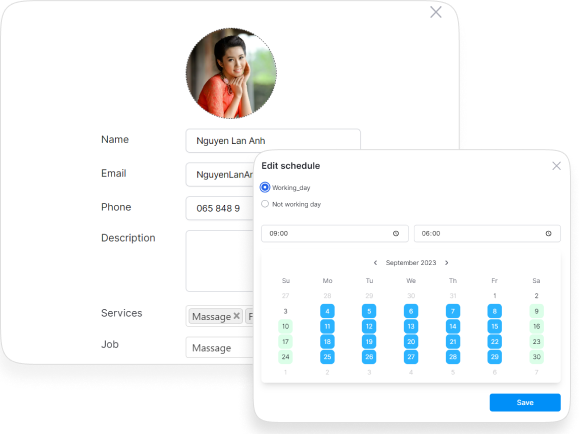 Name
Nguyen Lan Anh
Email
NguyenLanAn
Phone
065 848 9
Description
Services
Massage
F
Job
Massage
Edit schedule
Working_day
Not working day
09:00
06:00
September 2023
Su Mo Tu We Th Fr Sa
27 28 29 30 31 1 2
3 4 5 6 7 8 9
10 11 12 13 14 15 16
17 18 19 20 21 22 23
24 25 26 27 28 29 30
1 2 3 4 5 6 7
Save